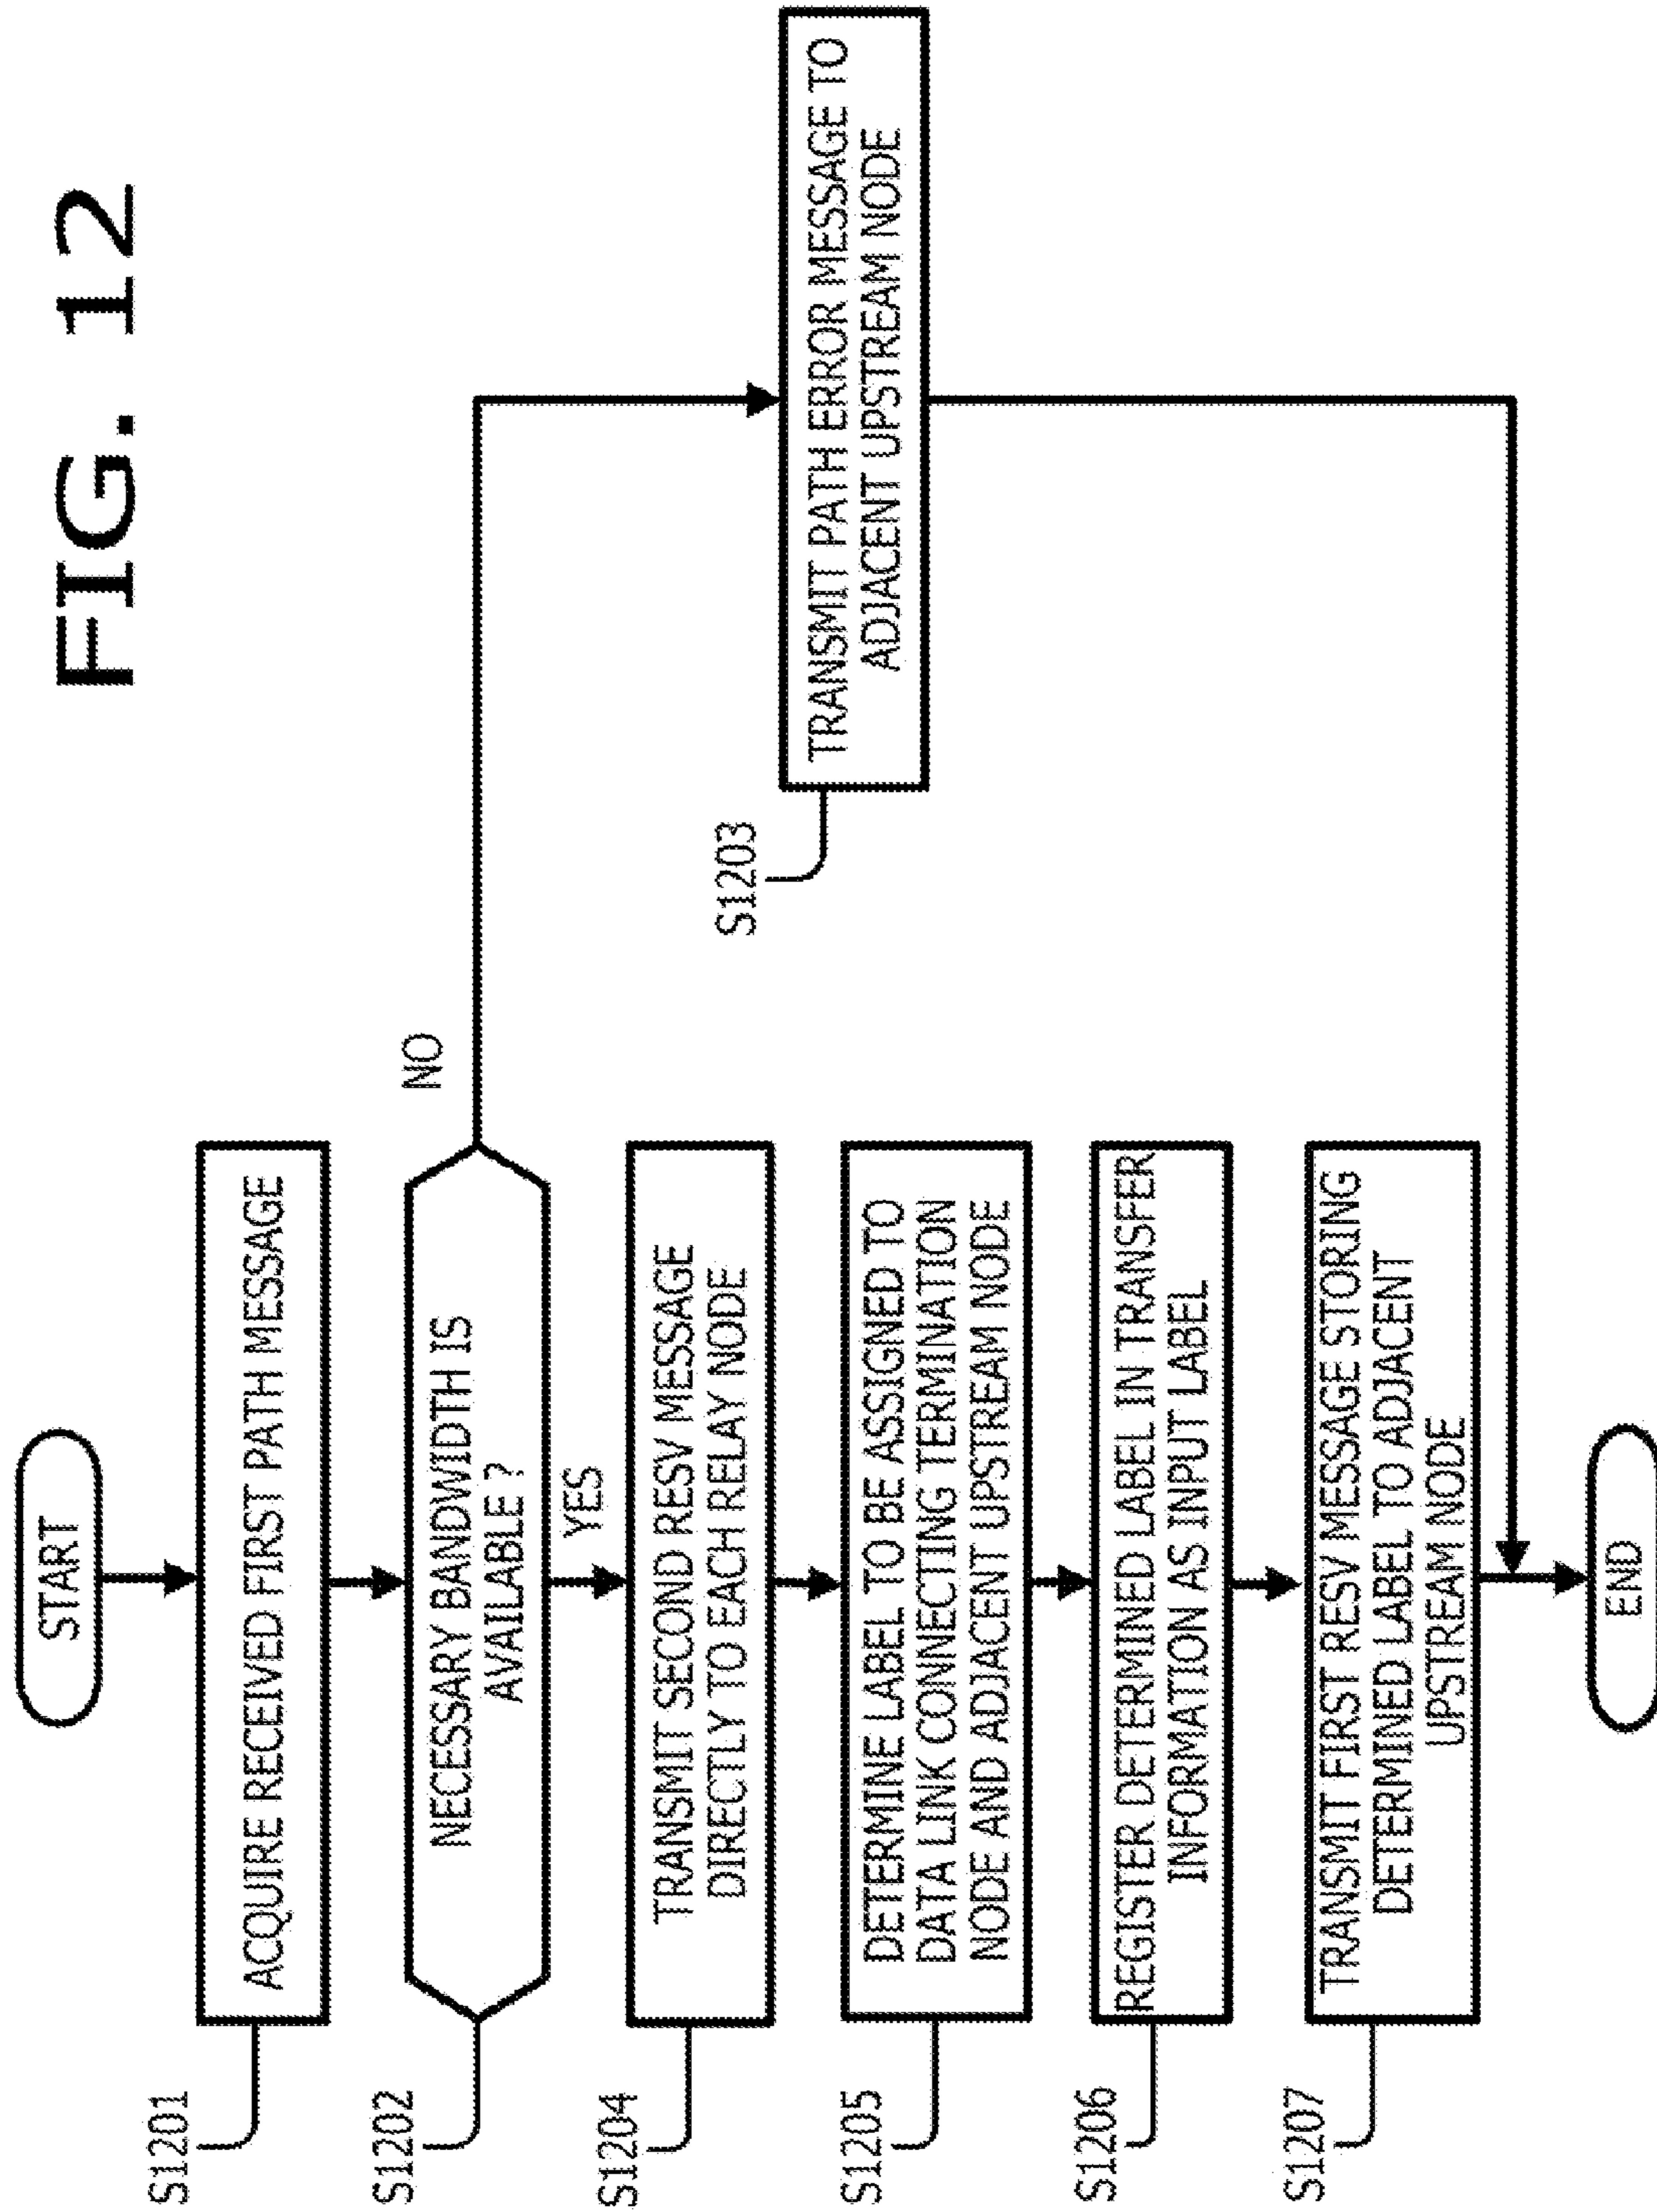 FIG. 12
START
S1201
ACQUIRE RECEIVED FIRST PATH MESSAGE
S1202
NECESSARY BANDWIDTH IS
AVAILABLE ?
NO
YES
S1203
TRANSMIT PATH ERROR MESSAGE TO
ADJACENT UPSTREAM NODE
S1204
TRANSMIT SECOND RESV MESSAGE
DIRECTLY TO EACH RELAY NODE
S1205
DETERMINE LABEL TO BE ASSIGNED TO
DATA LINK CONNECTING TERMINATION
NODE AND ADJACENT UPSTREAM NODE
S1206
REGISTER DETERMINED LABEL IN TRANSFER
INFORMATION AS INPUT LABEL
S1207
TRANSMIT FIRST RESV MESSAGE STORING
DETERMINED LABEL TO ADJACENT
UPSTREAM NODE
END